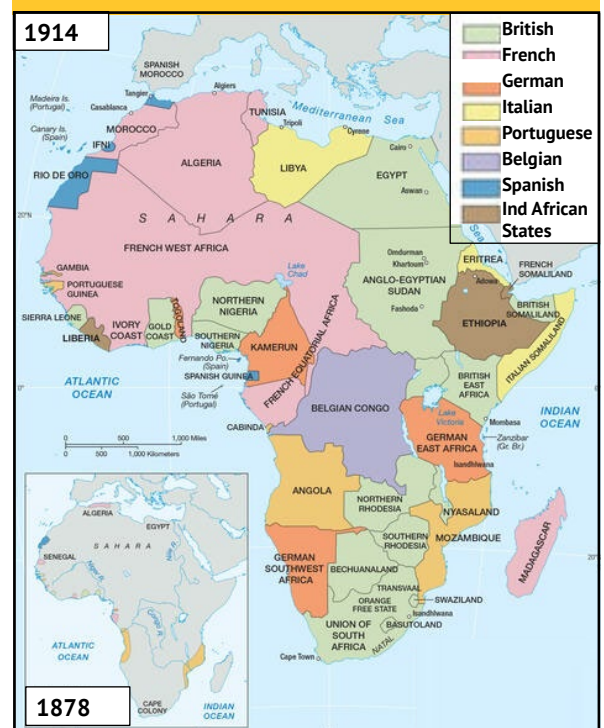 1914
British
French
German
Italian
Portuguese
Belgian
Spanish
Ind African
States
SPANISH
MOROCCO
Tangier
Algiers
Madeira Is.
(Portugal)
Casablanca
TUNISIA
Mediterranean Sea
Tripoli
Cyrene
MOROCCO
Canary Is.
(Spain)
IFNI
Cairo
ALGERIA
LIBYA
EGYPT
RIO DE ORO
Aswan
20°N
SAHARA
Sea
FRENCH WEST AFRICA
Omdurman
Khartoum
ERITREA
FRENCH
SOMALILAND
Lake
Chad
Adowa
GAMBIA
PORTUGUESE
GUINEA
ANGLO-EGYPTIAN
SUDAN
BRITISH
SOMALILAND
NORTHERN
NIGERIA
Fashoda
SIERRA LEONE
TOGOLAND
IVORY
COAST
GOLD
COAST
ETHIOPIA
LIBERIA
SOUTHERN
NIGERIA
KAMERUN
FRENCH EQUATORIAL AFRICA
ITALIAN SOMALILAND
Fernando Po.
(Spain)
SPANISH GUINEA
BRITISH
EAST AFRICA
ATLANTIC
OCEAN
0°
São Tomé
(Portugal)
BELGIAN CONGO
INDIAN
OCEAN
Lake
Victoria
Mombasa
CABINDA
GERMAN
EAST AFRICA
Zanzibar
(Gr. Br.)
0 500 1,000 Miles
0 500 1,000 Kilometers
Isandhlwana
ANGOLA
NORTHERN
RHODESIA
NYASALAND
MOZAMBIQUE
SOUTHERN
RHODESIA
MADAGASCAR
20°
GERMAN
SOUTHWEST
AFRICA
BECHUANALAND
TRANSVAAL
SWAZILAND
ORANGE
FREE STATE
Isandhlwana
BASUTOLAND
UNION OF
SOUTH
AFRICA
NATAL
Cape Town
ALGERIA
EGYPT
SAHARA
SENEGAL
Niger R.
Nile R.
Congo R.
ATLANTIC
OCEAN
CAPE
COLONY
INDIAN
OCEAN
1878